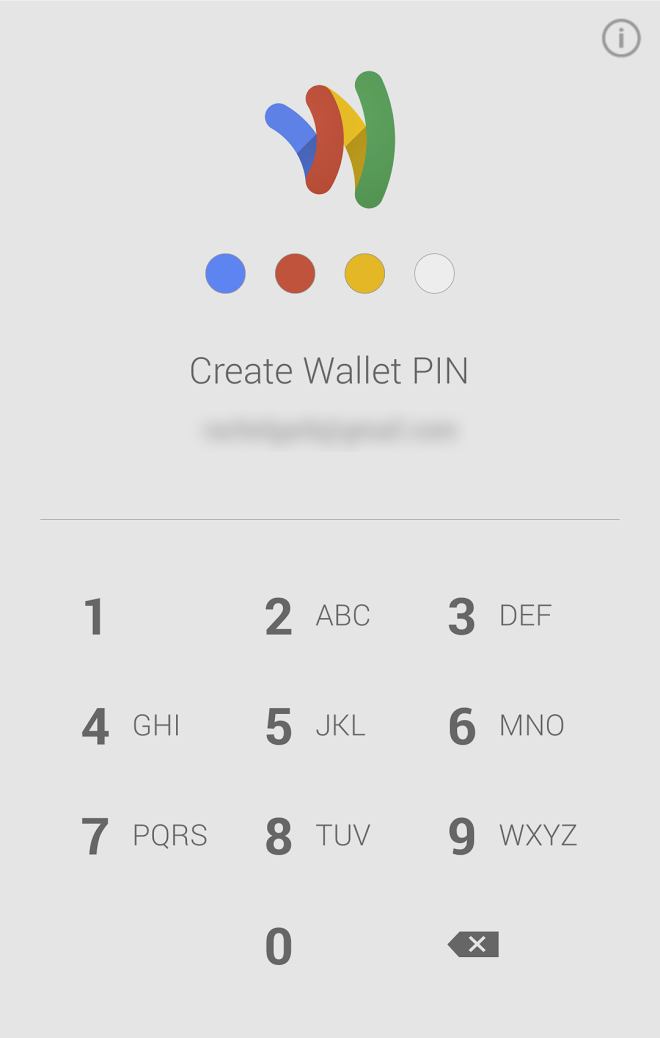 i
Create Wallet PIN
1
2 ABC
3 DEF
4 GHI
5 JKL
6 MNO
7 PQRS
8 TUV
9 WXYZ
0